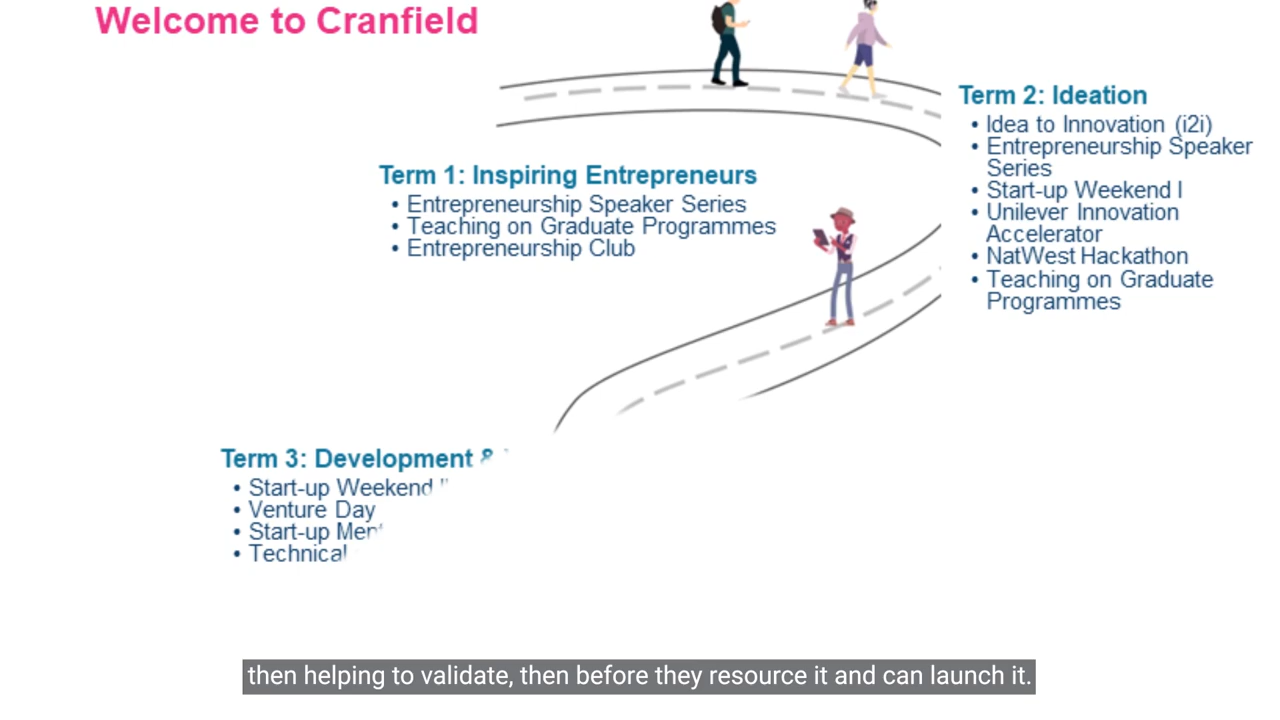 Welcome to Cranfield
Term 1: Inspiring Entrepreneurs
• Entrepreneurship Speaker Series
• Teaching on Graduate Programmes
• Entrepreneurship Club
Term 2: Ideation
• Idea to Innovation (i2i)
• Entrepreneurship Speaker
Series
• Start-up Weekend I
• Unilever Innovation
Accelerator
• NatWest Hackathon
• Teaching on Graduate
Programmes
Term 3: Development &
• Start-up Weekend
• Venture Day
• Start-up
• Technical
then helping to validate, then before they resource it and can launch it.